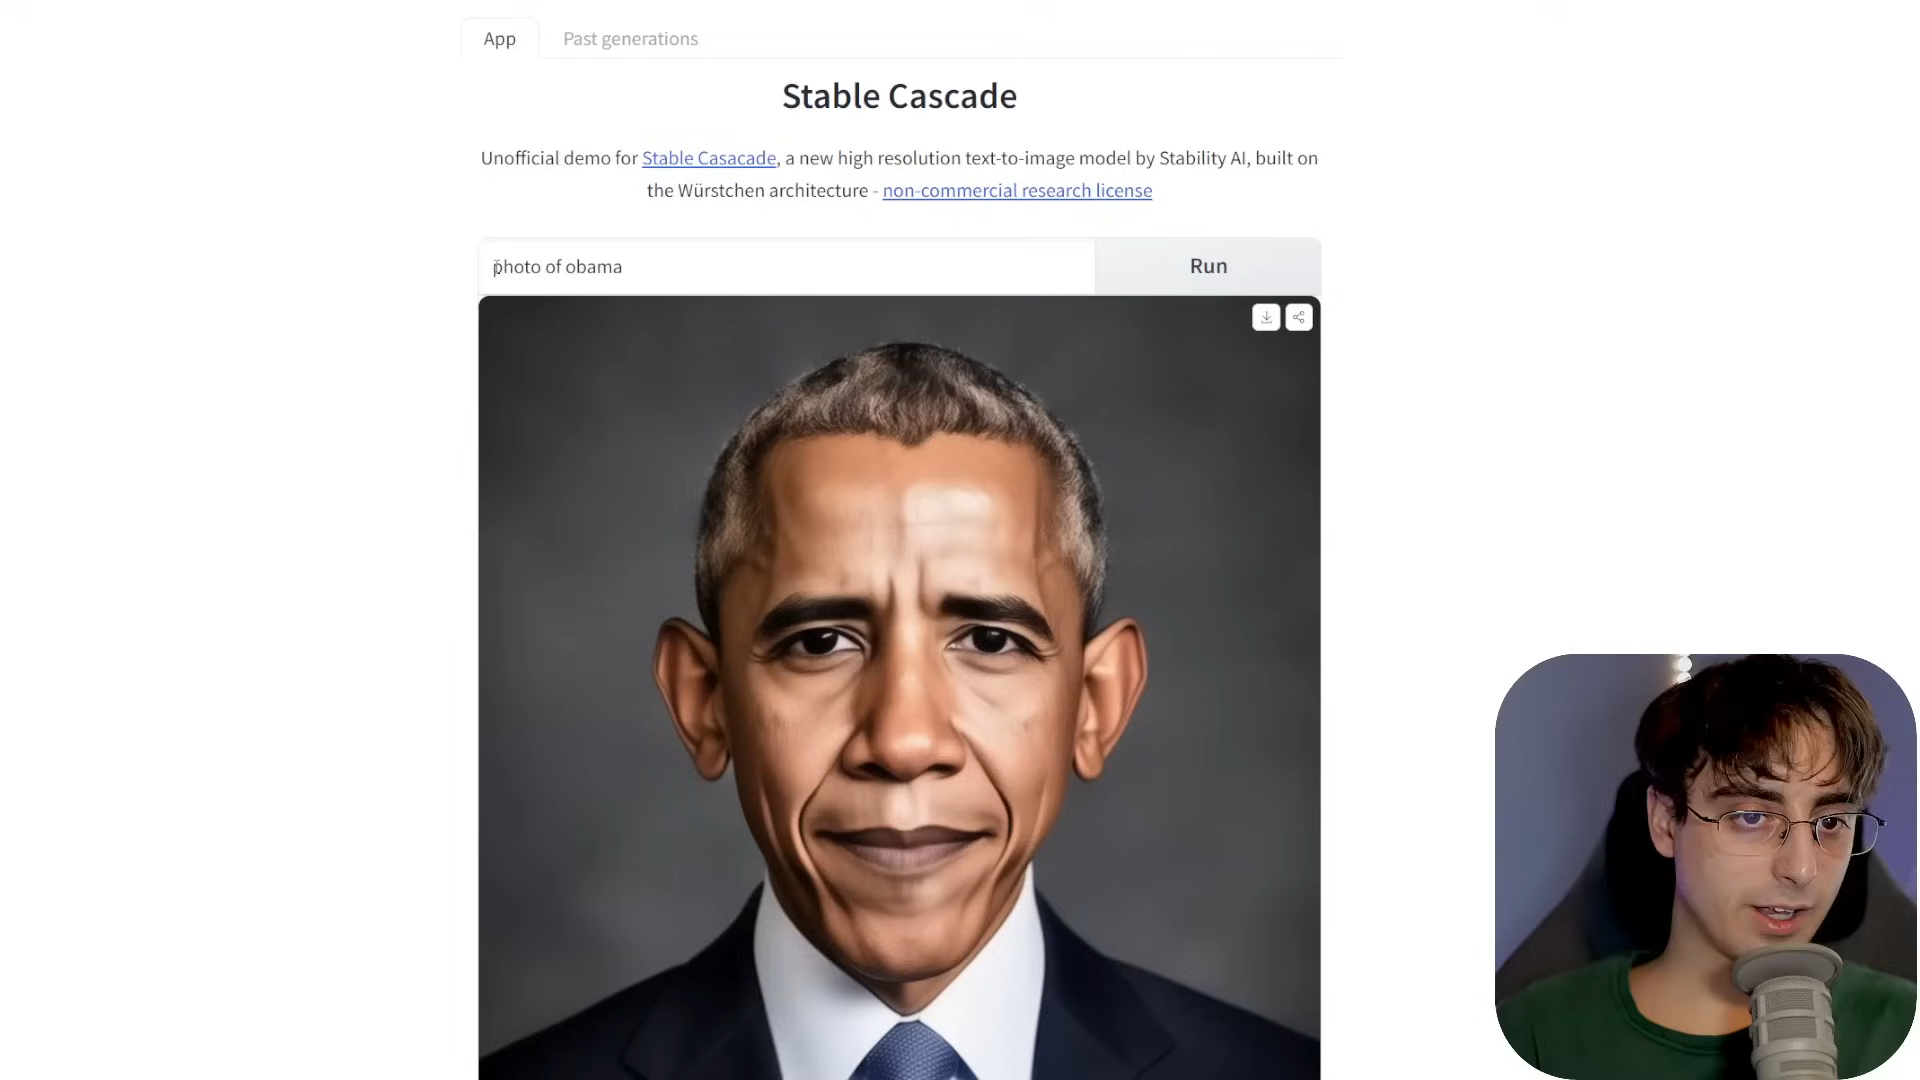 App
Past generations
Stable Cascade
Unofficial demo for Stable Casacade, a new high resolution text-to-image model by Stability AI, built on
the Würstchen architecture - non-commercial research license
photo of obama
Run